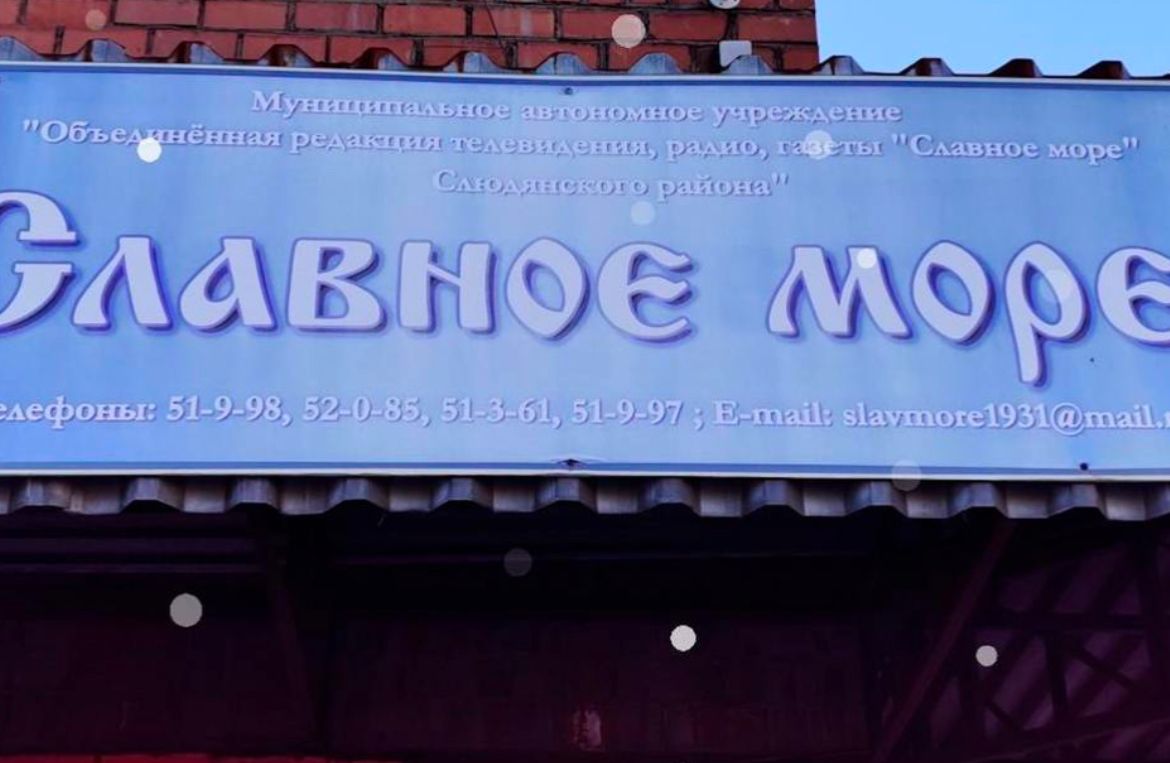 Муниципальное автономное учреждение
"Объединённая редакция телевидения, радио, газеты "Славное море"
Слюдянского района"
Славное море
елефоны: 51-9-98, 52-0-85, 51-3-61, 51-9-97 ; E-mail: slavmore1931@mail.